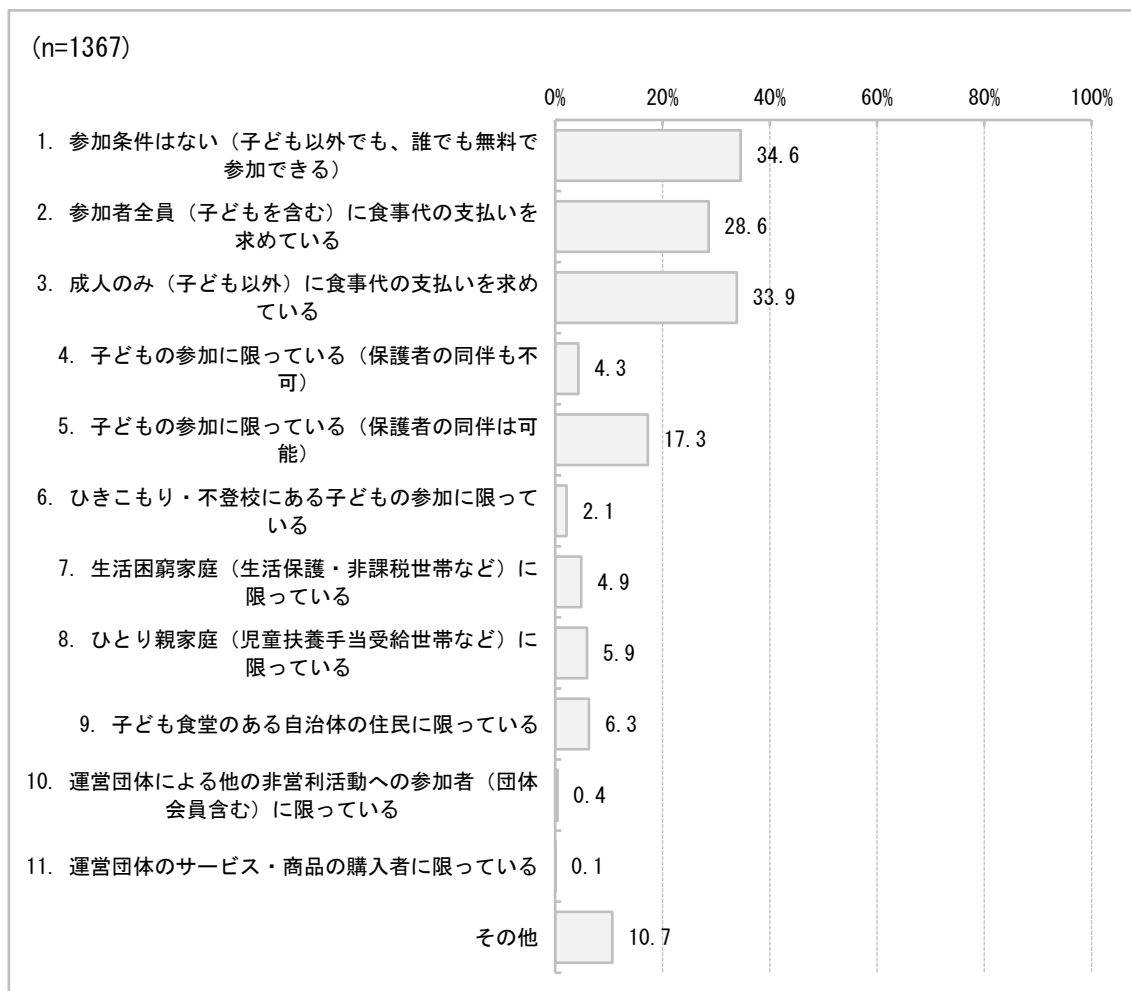 (n=1367)
0% 20% 40% 60% 80% 100%
1. 参加条件はない（子ども以外でも、誰でも無料で
参加できる）
34.6
2. 参加者全員（子どもを含む）に食事代の支払いを
求めている
28.6
3. 成人のみ（子ども以外）に食事代の支払いを求め
ている
33.9
4. 子どもの参加に限っている（保護者の同伴も不
可）
4.3
5. 子どもの参加に限っている（保護者の同伴は可
能）
17.3
6. ひきこもり・不登校にある子どもの参加に限って
いる
2.1
7. 生活困窮家庭（生活保護・非課税世帯など）に
限っている
4.9
8. ひとり親家庭（児童扶養手当受給世帯など）に
限っている
5.9
9. 子ども食堂のある自治体の住民に限っている
6.3
10. 運営団体による他の非営利活動への参加者（団体
会員含む）に限っている
0.4
11. 運営団体のサービス・商品の購入者に限っている
0.1
その他
10.7